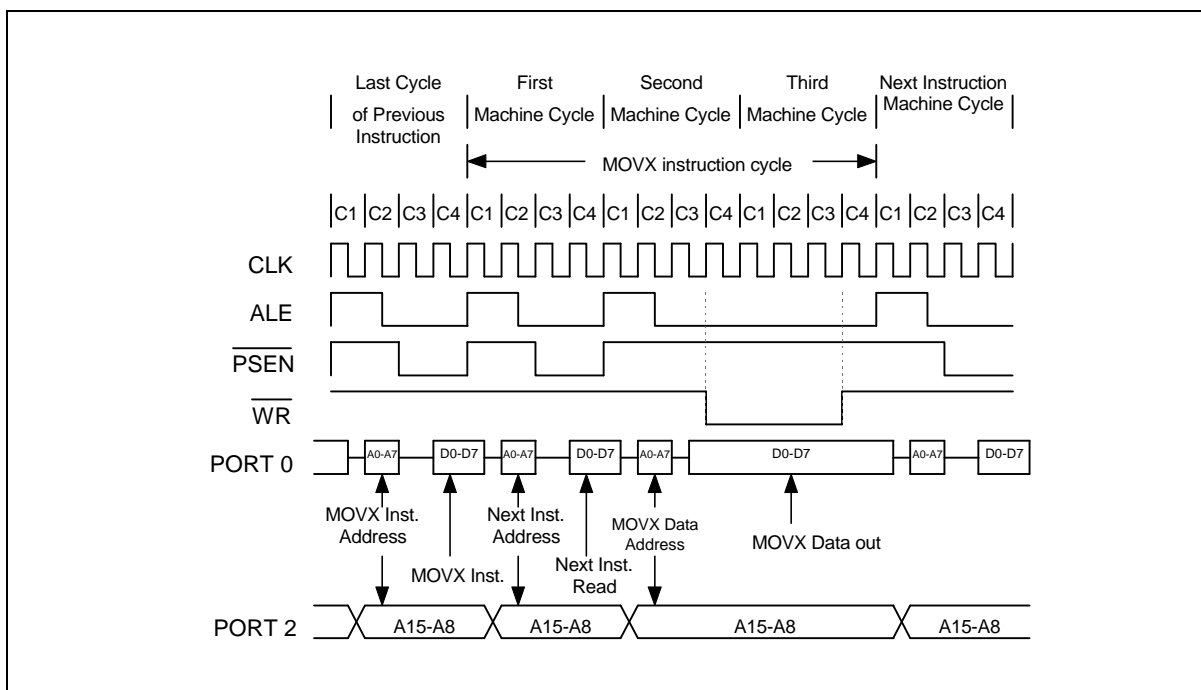 Last Cycle
of Previous
Instruction
First
Machine Cycle
Second
Machine Cycle
Third
Machine Cycle
Next Instruction
Machine Cycle
MOVX instruction cycle
C1 C2 C3 C4 C1 C2 C3 C4 C1 C2 C3 C4 C1 C2 C3 C4 C1 C2 C3 C4
CLK
ALE
PSEN
WR
PORT 0
A0-A7 D0-D7 A0-A7 D0-D7 A0-A7 D0-D7 A0-A7 D0-D7
MOVX Inst.
Address
MOVX Inst.
Next Inst.
Address
Next Inst.
Read
MOVX Data
Address
MOVX Data out
PORT 2
A15-A8 A15-A8 A15-A8 A15-A8